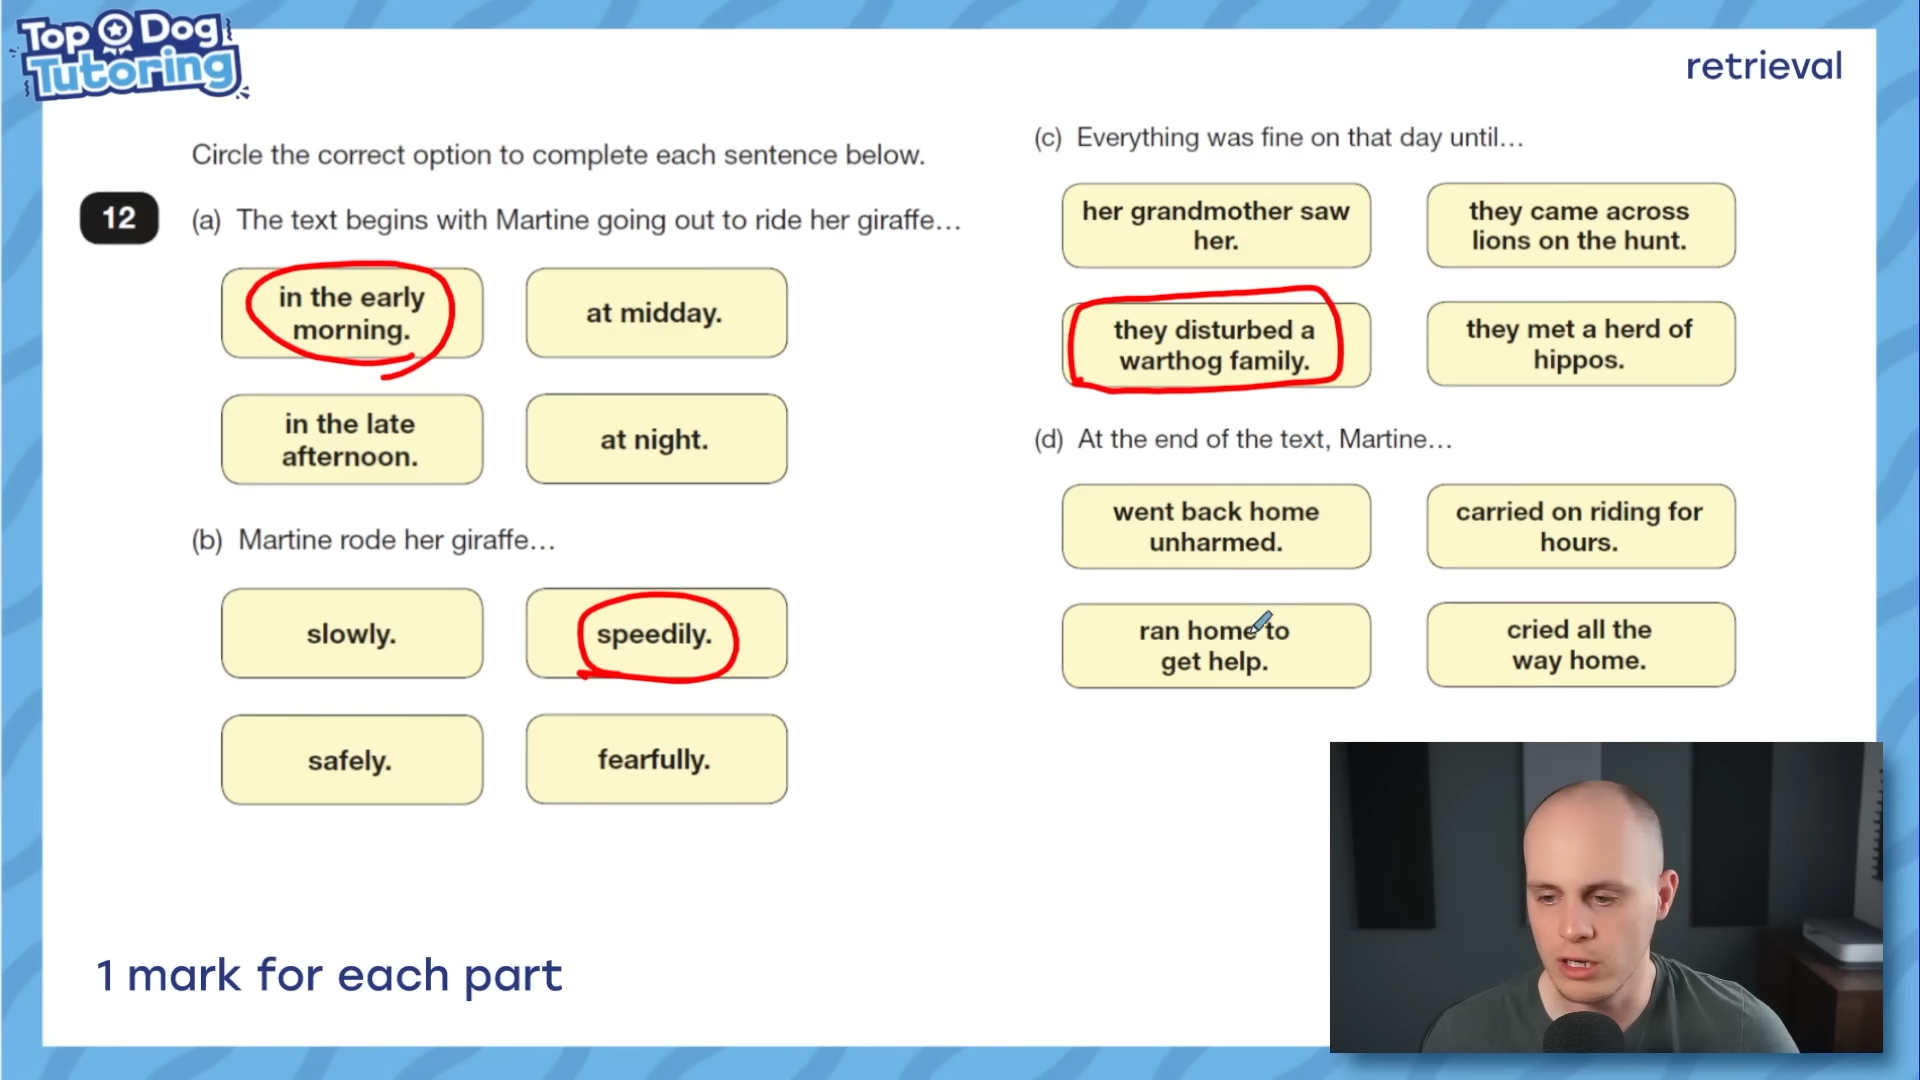 Top Dog
Tutoring
retrieval
Circle the correct option to complete each sentence below.
12
(a) The text begins with Martine going out to ride her giraffe…
in the early
morning.
at midday.
in the late
afternoon.
at night.
(b) Martine rode her giraffe…
slowly.
speedily.
safely.
fearfully.
(c) Everything was fine on that day until…
her grandmother saw
her.
they came across
lions on the hunt.
they disturbed a
warthog family.
they met a herd of
hippos.
(d) At the end of the text, Martine…
went back home
unharmed.
carried on riding for
hours.
ran home to
get help.
cried all the
way home.
1 mark for each part